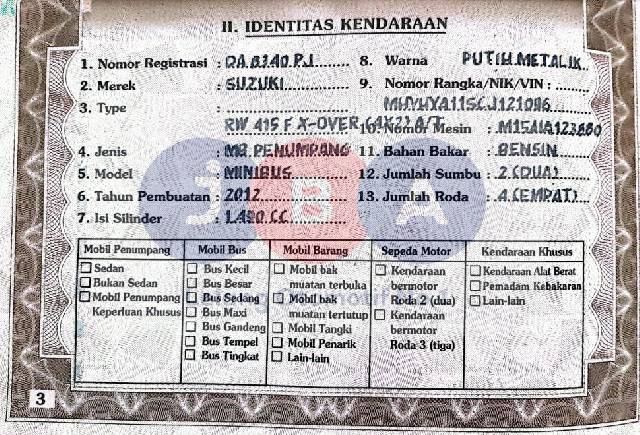 II. IDENTITAS KENDARAAN
1. Nomor Registrasi : DA 0340 PJ
2. Merek : SUZUKI
3. Type :
RW 415 F X-OVER
4. Jenis : MB. PENUMPANG
5. Model : MINIBUS
6. Tahun Pembuatan : 2012
7. Isi Silinder : 1.490 CC
8. Warna PUTIH METALIK
9. Nomor Rangka/NIK/VIN :
10. Nomor Mesin :
11. Bahan Bakar : BENSIN
12. Jumlah Sumbu : 2 (DUA)
13. Jumlah Roda : 4 (EMPAT)
Mobil Penumpang
Sedan
Bukan Sedan
Mobil Penumpang
Keperluan Khusus
Mobil Bus
Bus Kecil
Bus Besar
Bus Sedang
Bus Maxi
Bus Gandeng
Bus Tempel
Bus Tingkat
Mobil Barang
Mobil bak
muatan terbuka
Mobil bak
muatan tertutup
Mobil Tangki
Mobil Penarik
Lain-lain
Sepeda Motor
Kendaraan
bermotor
Roda 2 (dua)
Kendaraan
bermotor
Roda 3 (tiga)
Kendaraan Khusus
Kendaraan Alat Berat
Pemadam Kebakaran
Lain-lain
3
JBA